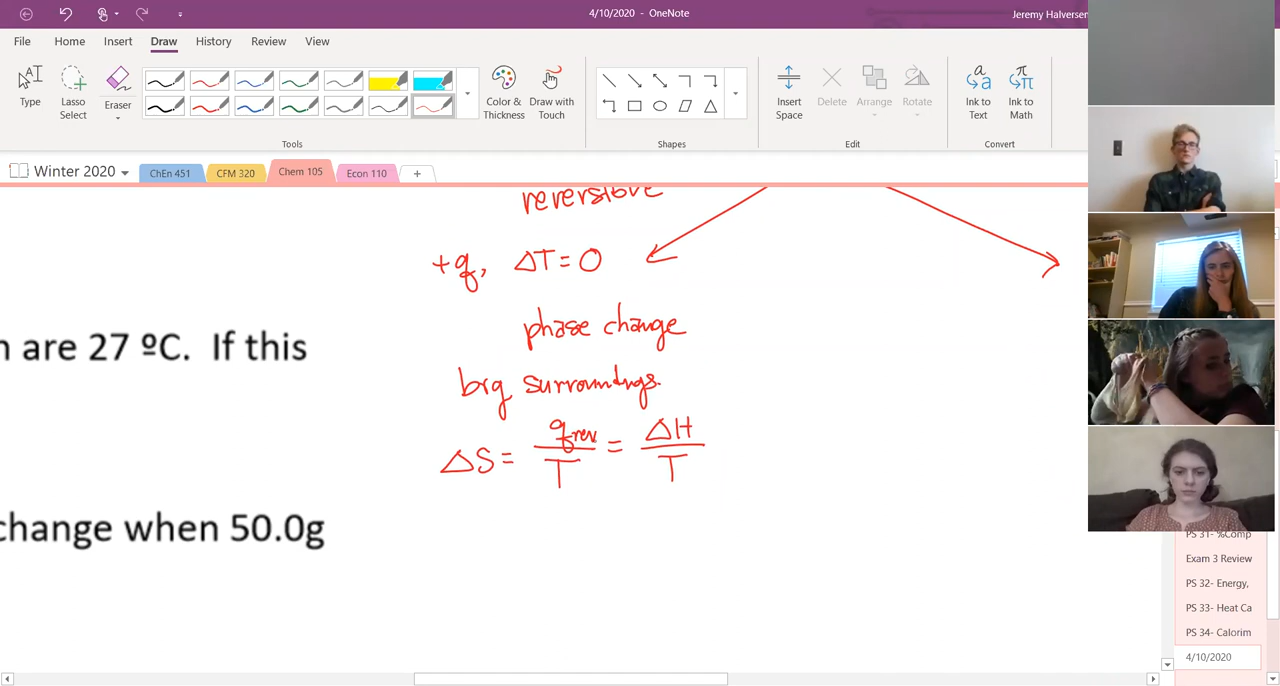 4/10/2020 - OneNote
Jeremy Halversen
File Home Insert Draw History Review View
Type
Lasso Select
Eraser
Color & Thickness
Draw with Touch
Insert Space
Delete
Arrange
Rotate
Ink to Text
Ink to Math
Tools
Shapes
Edit
Convert
Winter 2020
ChEn 451
CFM 320
Chem 105
Econ 110
+
reversible
+q, ΔT = 0
phase change
n are 27 ºC. If this
big surroundings.
ΔS = qrev/T = ΔH/T
change when 50.0g
PS 31- %Comp
Exam 3 Review
PS 32- Energy,
PS 33- Heat Ca
PS 34- Calorim
4/10/2020